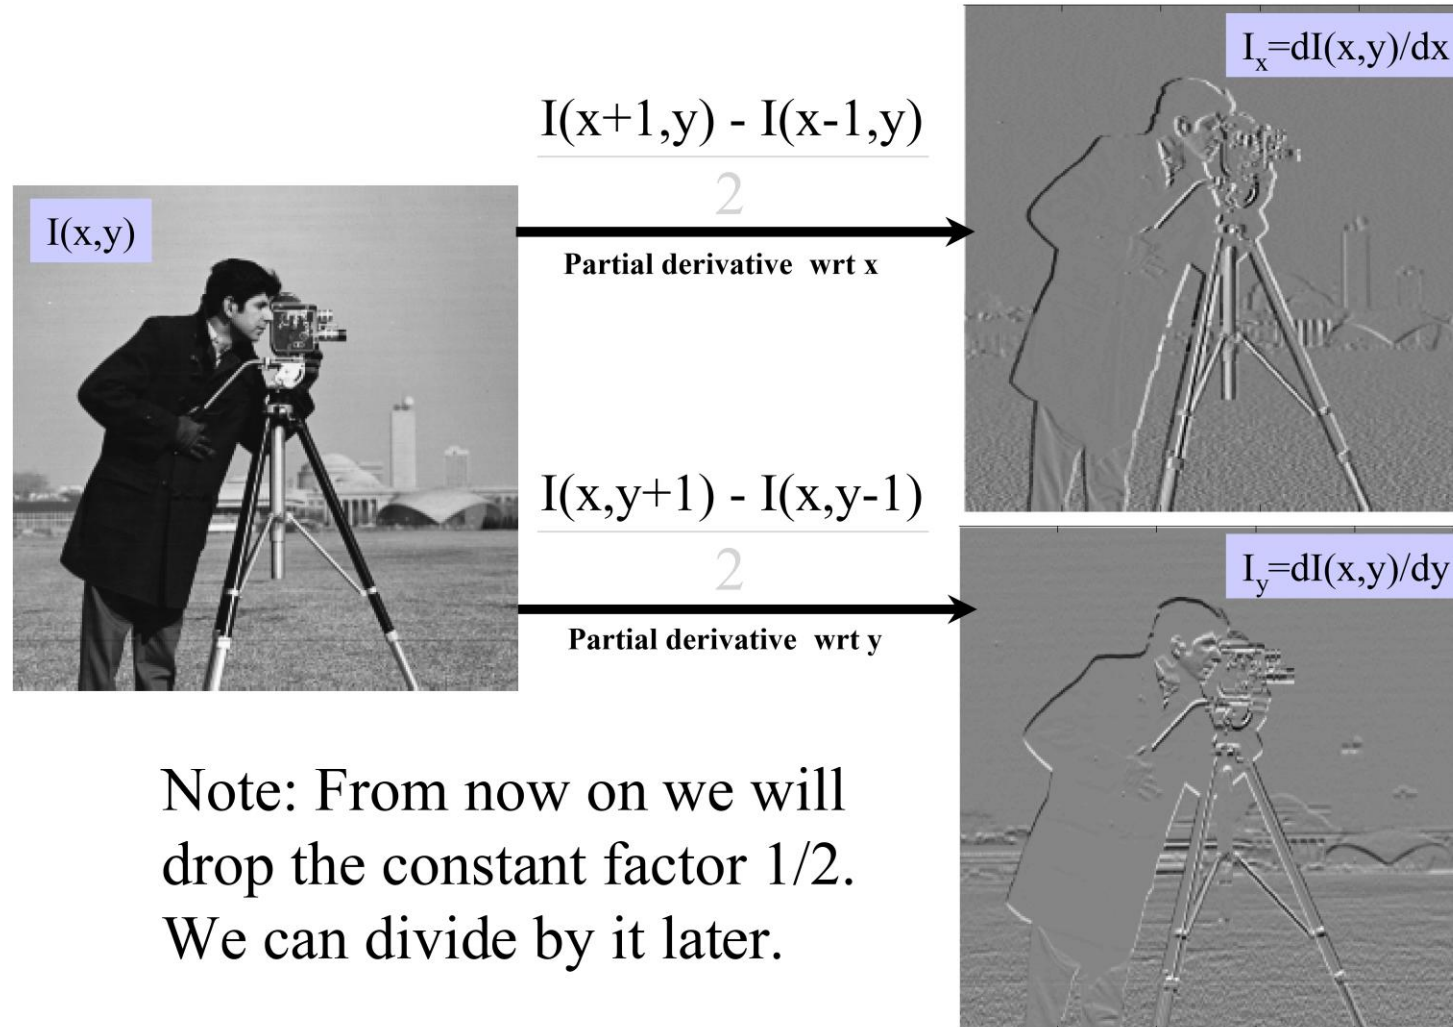 I(x,y)
I(x+1,y) - I(x-1,y)
2
Partial derivative wrt x
Ix=dI(x,y)/dx
I(x,y+1) - I(x,y-1)
2
Partial derivative wrt y
Iy=dI(x,y)/dy
Note: From now on we will
drop the constant factor 1/2.
We can divide by it later.